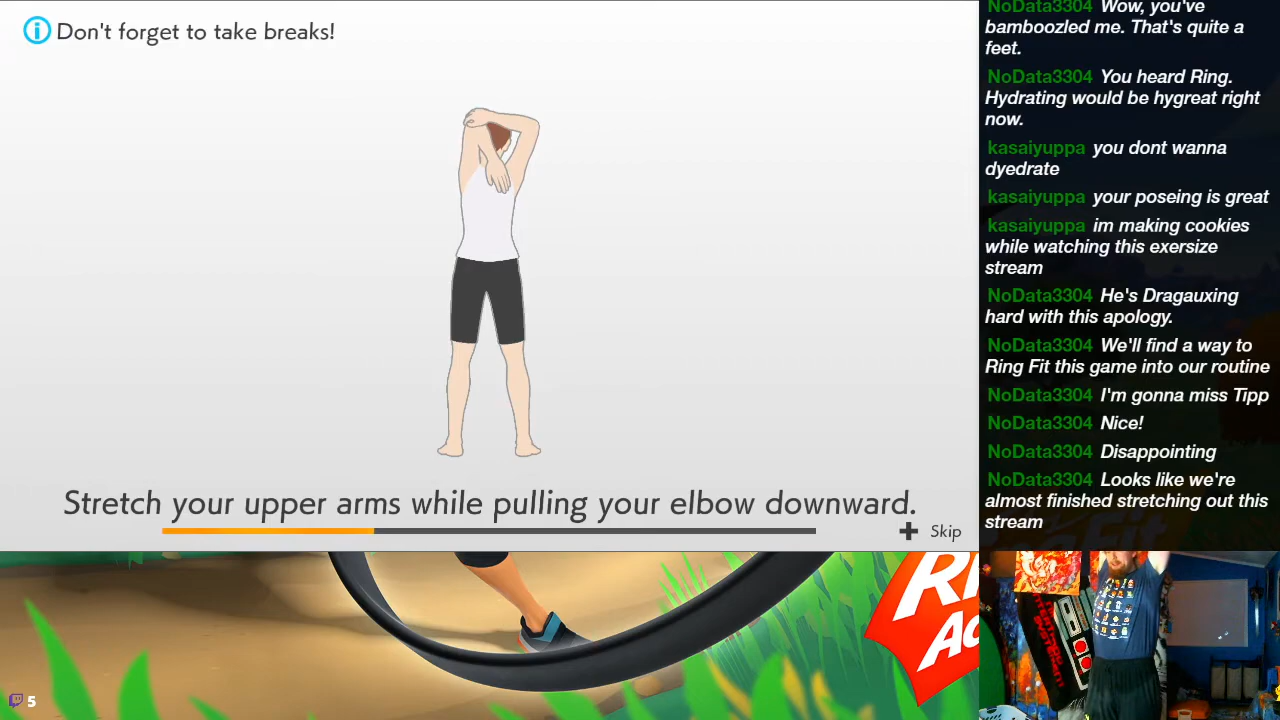 Don't forget to take breaks!
Stretch your upper arms while pulling your elbow downward.
Skip
5
NoData3304 Wow, you've
bamboozled me. That's quite a
feet.
NoData3304 You heard Ring.
Hydrating would be hygreat right
now.
kasaiyuppa you dont wanna
dyedrate
kasaiyuppa your poseing is great
kasaiyuppa im making cookies
while watching this exersize
stream
NoData3304 He's Dragauxing
hard with this apology.
NoData3304 We'll find a way to
Ring Fit this game into our routine
NoData3304 I'm gonna miss Tipp
NoData3304 Nice!
NoData3304 Disappointing
NoData3304 Looks like we're
almost finished stretching out this
stream